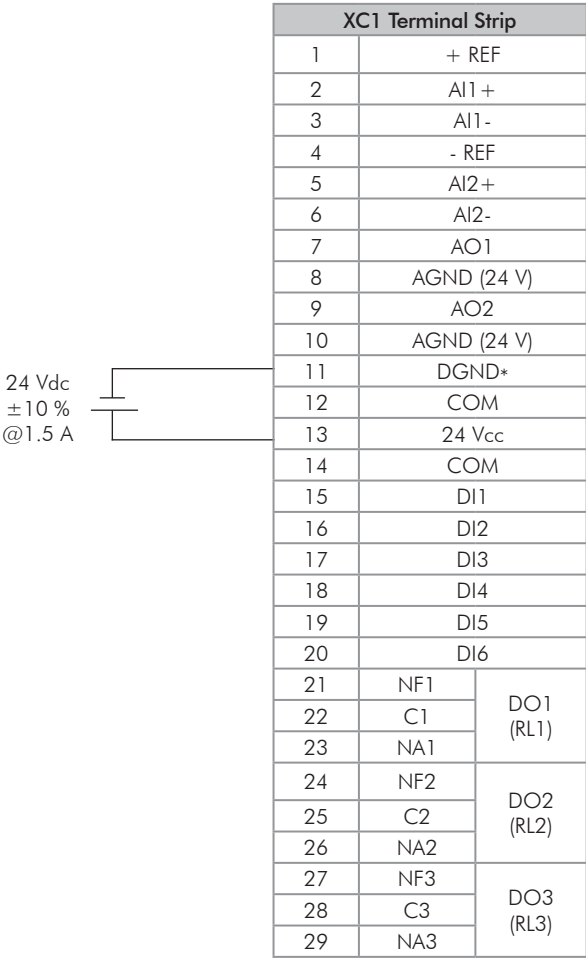 XC1 Terminal Strip
1 + REF
2 AI1+
3 AI1-
4 - REF
5 AI2+
6 AI2-
7 AO1
8 AGND (24 V)
9 AO2
10 AGND (24 V)
24 Vdc
±10 %
@1.5 A
11 DGND*
12 COM
13 24 Vcc
14 COM
15 DI1
16 DI2
17 DI3
18 DI4
19 DI5
20 DI6
21 NF1
22 C1
23 NA1
DO1
(RL1)
24 NF2
25 C2
26 NA2
DO2
(RL2)
27 NF3
28 C3
29 NA3
DO3
(RL3)